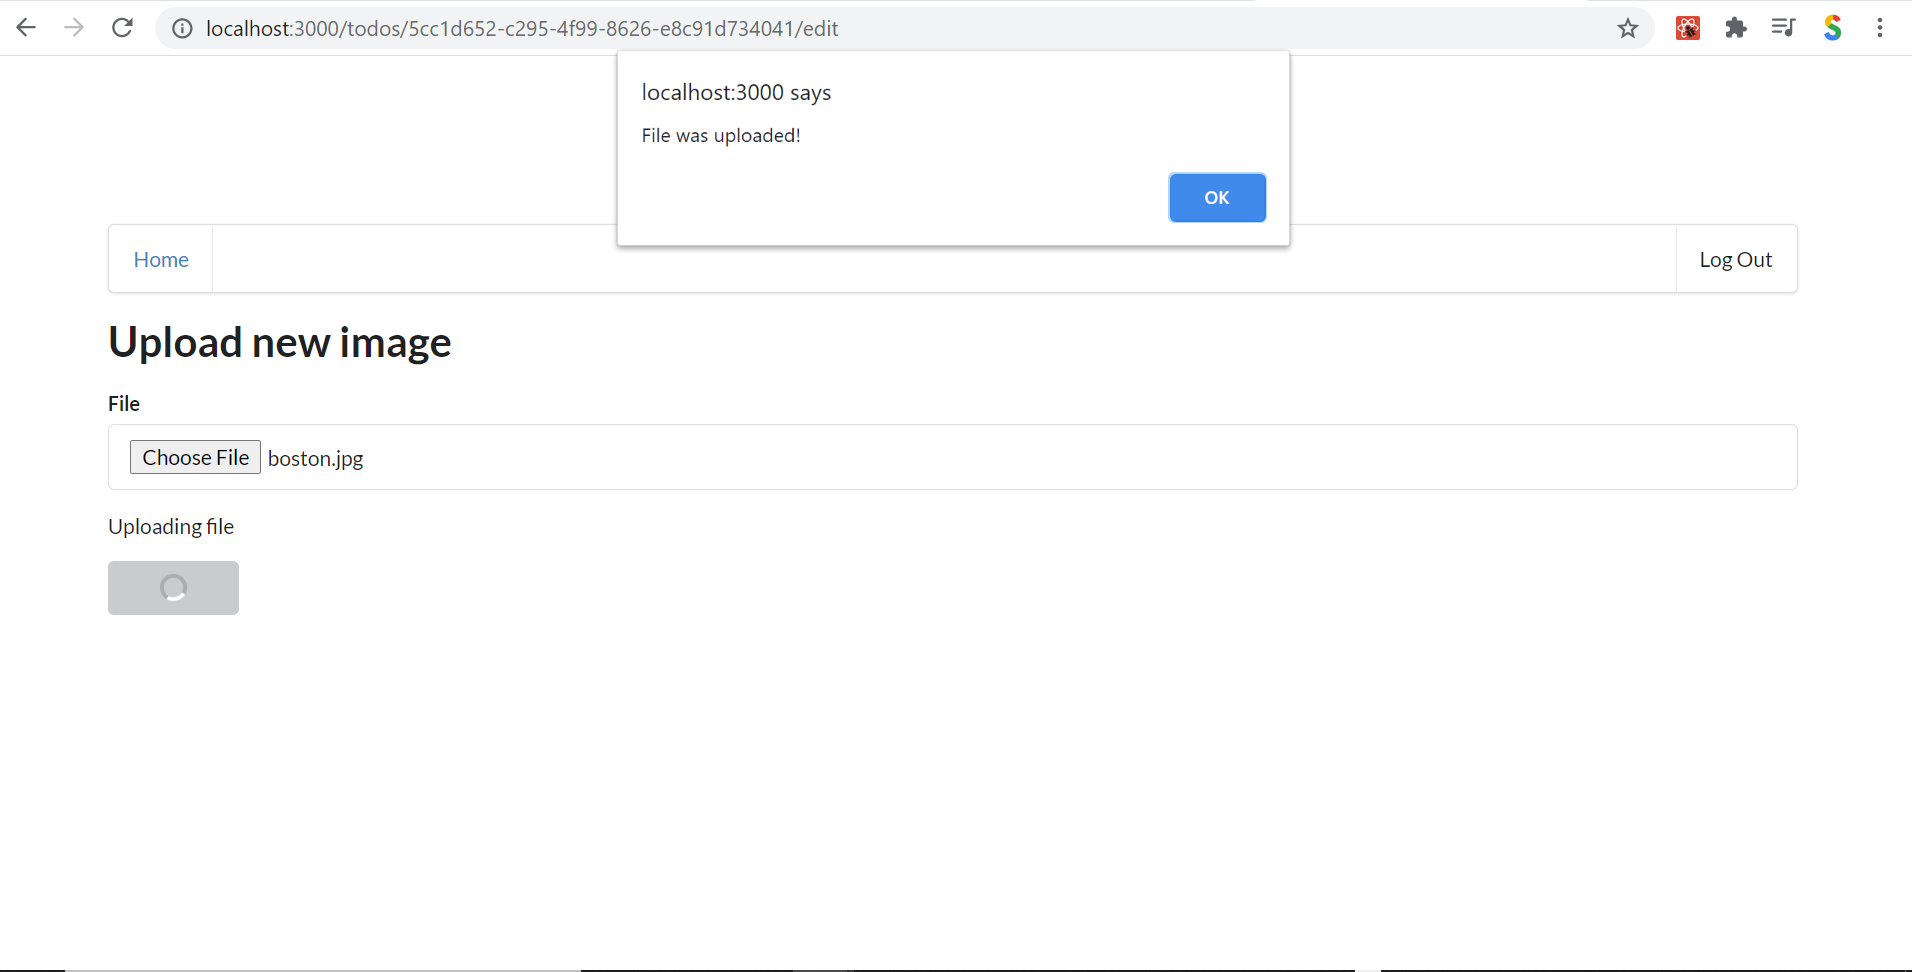 localhost:3000/todos/5cc1d652-c295-4f99-8626-e8c91d734041/edit
localhost:3000 says
File was uploaded!
OK
Home
Log Out
Upload new image
File
Choose File boston.jpg
Uploading file